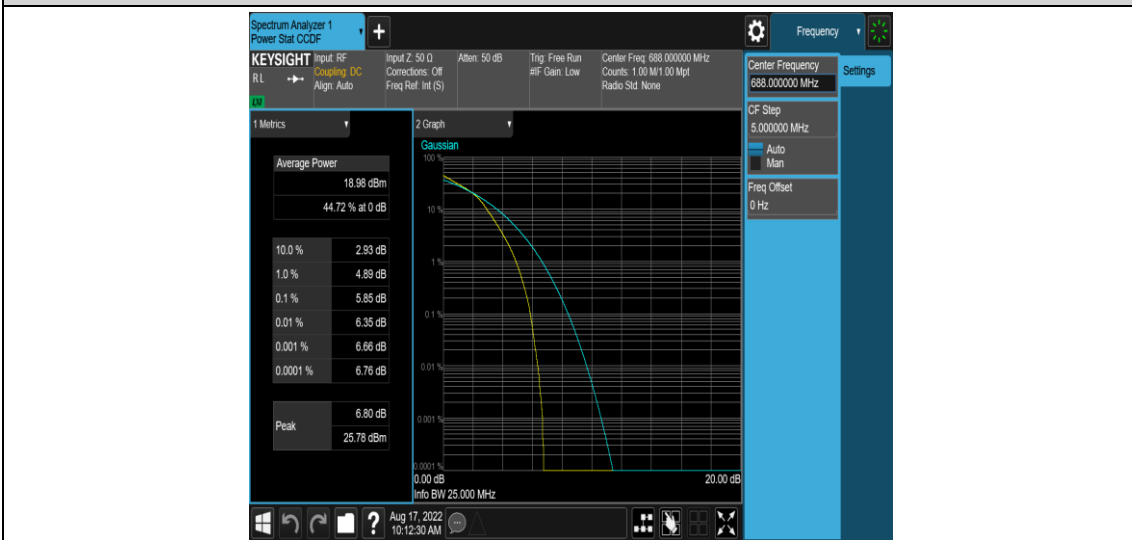 Spectrum Analyzer 1
Power Stat CCDF
+
Frequency
KEYSIGHT
RL
LNI
Input: RF
Coupling: DC
Align: Auto
Input Z: 50 Ω
Corrections: Off
Freq Ref: Int (S)
Atten: 50 dB
Trig: Free Run
#IF Gain: Low
Center Freq: 688.000000 MHz
Counts: 1.00 M/1.00 Mpt
Radio Std: None
Center Frequency
688.000000 MHz
Settings
CF Step
5.000000 MHz
Auto
Man
Freq Offset
0 Hz
1 Metrics
Average Power
18.98 dBm
44.72 % at 0 dB
10.0 % 2.93 dB
1.0 % 4.89 dB
0.1 % 5.85 dB
0.01 % 6.35 dB
0.001 % 6.66 dB
0.0001 % 6.76 dB
Peak
6.80 dB
25.78 dBm
2 Graph
Gaussian
100 %
10 %
1 %
0.1 %
0.01 %
0.001 %
0.0001 %
0.00 dB 20.00 dB
Info BW 25.000 MHz
?
Aug 17, 2022
10:12:30 AM